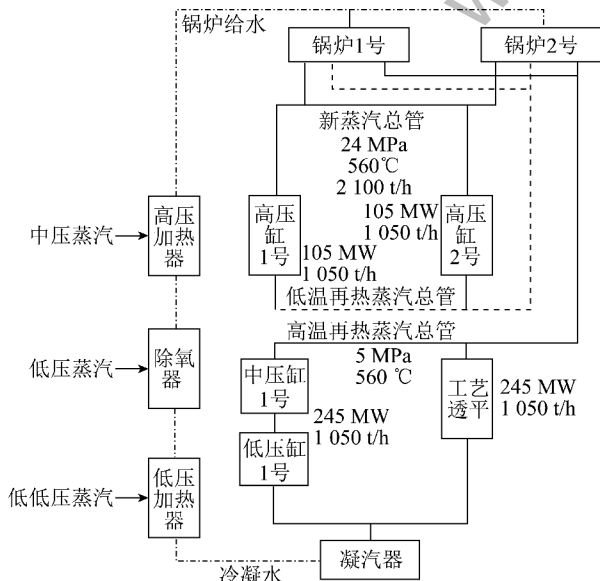 锅炉给水
锅炉1号
锅炉2号
新蒸汽总管
24 MPa
560℃
2 100 t/h
中压蒸汽
高压
加热
器
高压
缸
1号
105 MW
1 050 t/h
105 MW
1 050 t/h
高压
缸
2号
低温再热蒸汽总管
高温再热蒸汽总管
5 MPa
560 ℃
低压蒸汽
除氧
器
中压缸
1号
245 MW
1 050 t/h
低压缸
1号
工艺
透平
245 MW
1 050 t/h
低低压蒸汽
低压
加热
器
冷凝水
凝汽器